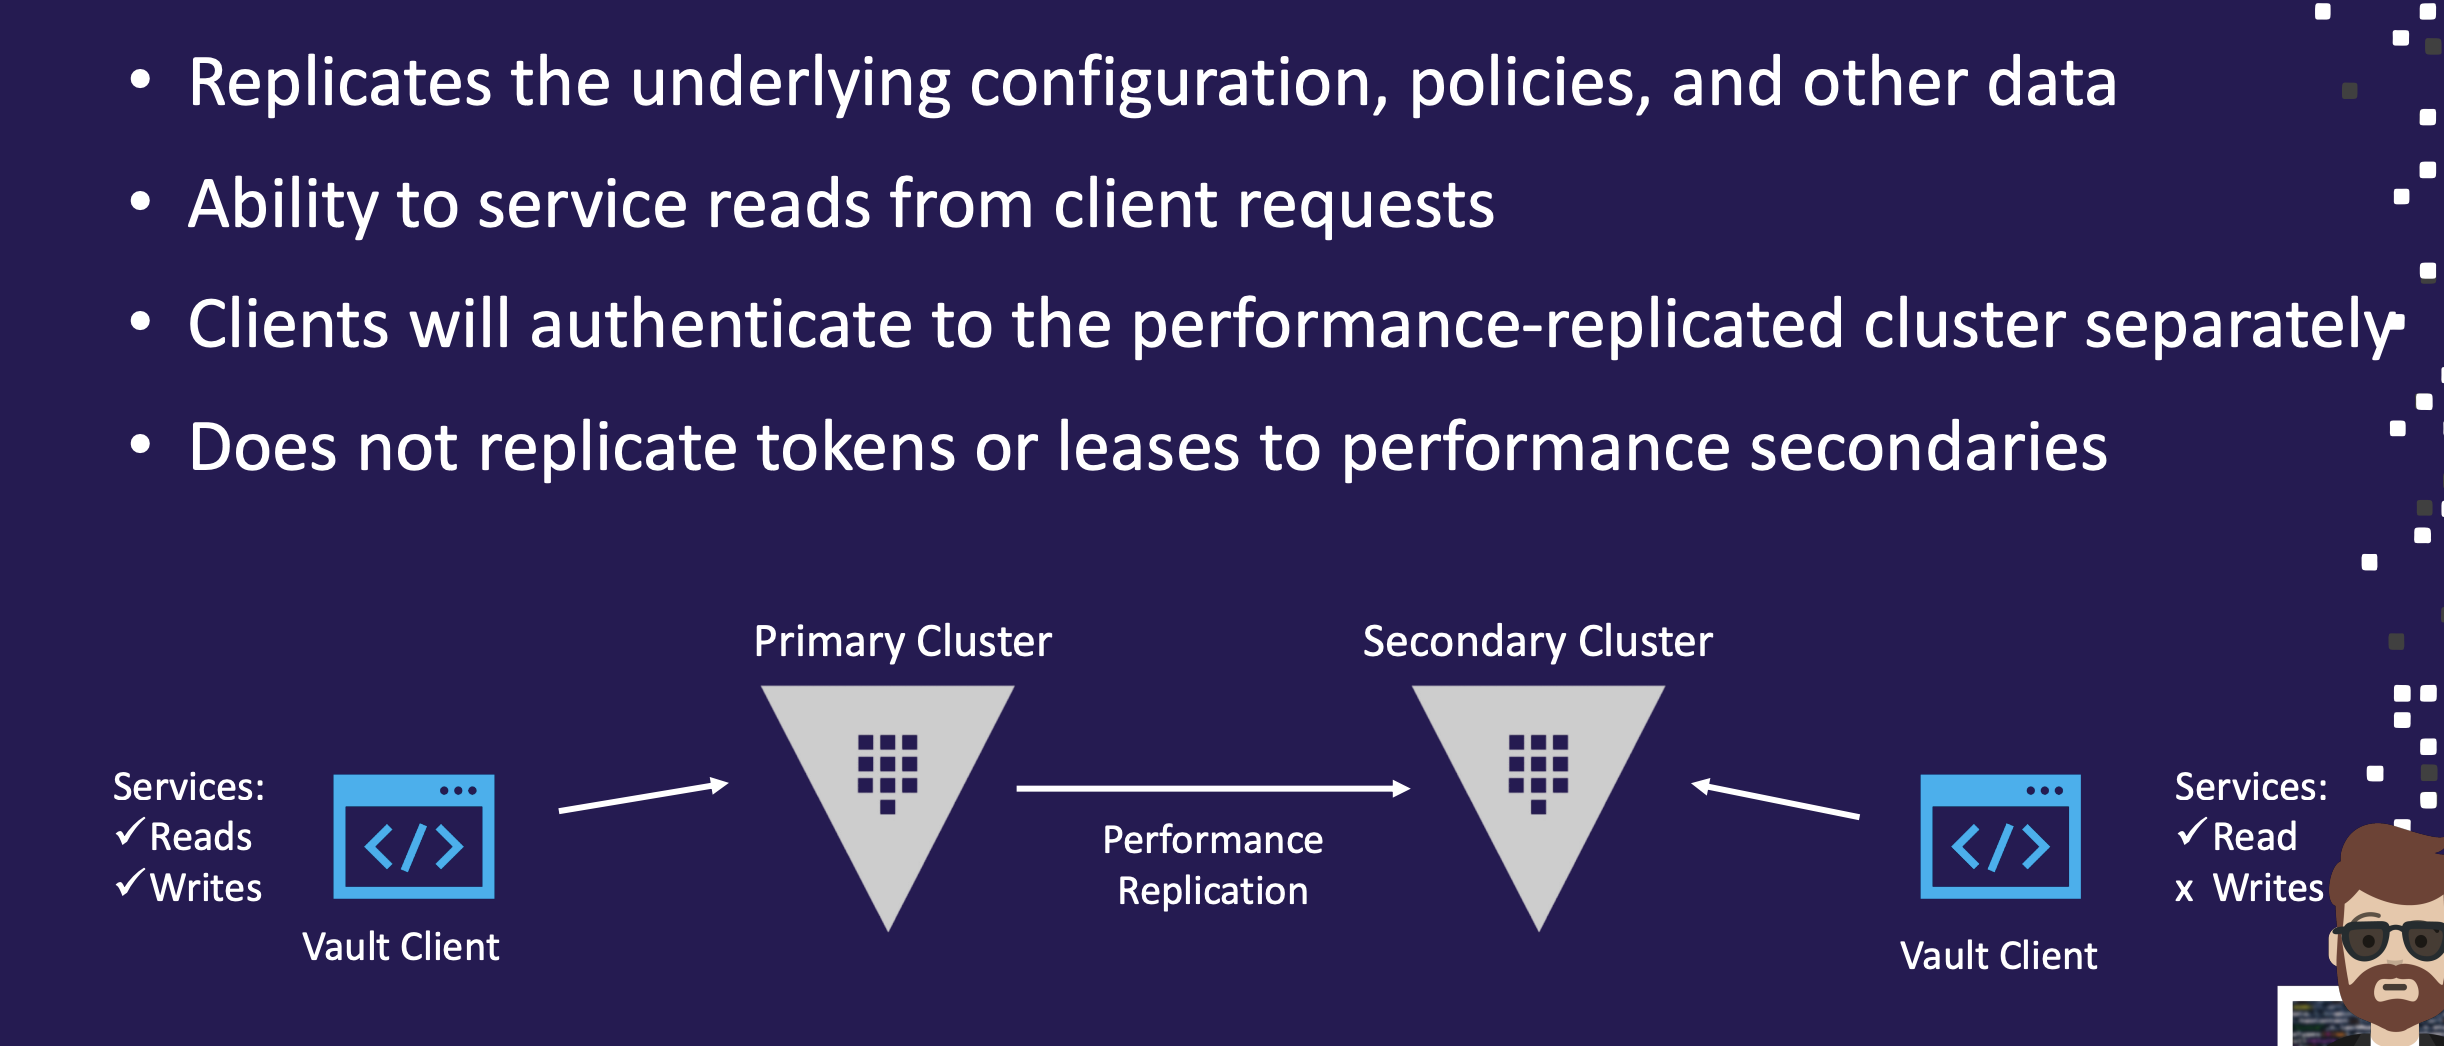 • Replicates the underlying configuration, policies, and other data
• Ability to service reads from client requests
• Clients will authenticate to the performance-replicated cluster separately
• Does not replicate tokens or leases to performance secondaries
Primary Cluster
Secondary Cluster
Services:
✓ Reads
✓ Writes
</>
Vault Client
Performance
Replication
</>
Vault Client
Services:
✓ Read
x Writes